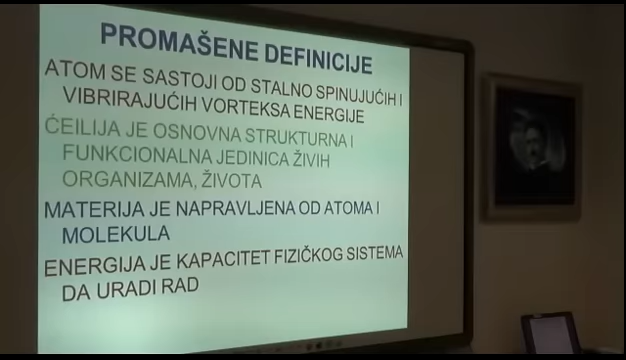 PROMAŠENE DEFINICIJE
ATOM SE SASTOJI OD STALNO SPINUJUĆIH I
VIBRIRAJUĆIH VORTEKSA ENERGIJE
ĆEILIJA JE OSNOVNA STRUKTURNA I
FUNKCIONALNA JEDINICA ŽIVIH
ORGANIZAMA, ŽIVOTA
MATERIJA JE NAPRAVLJENA OD ATOMA I
MOLEKULA
ENERGIJA JE KAPACITET FIZIČKOG SISTEMA
DA URADI RAD